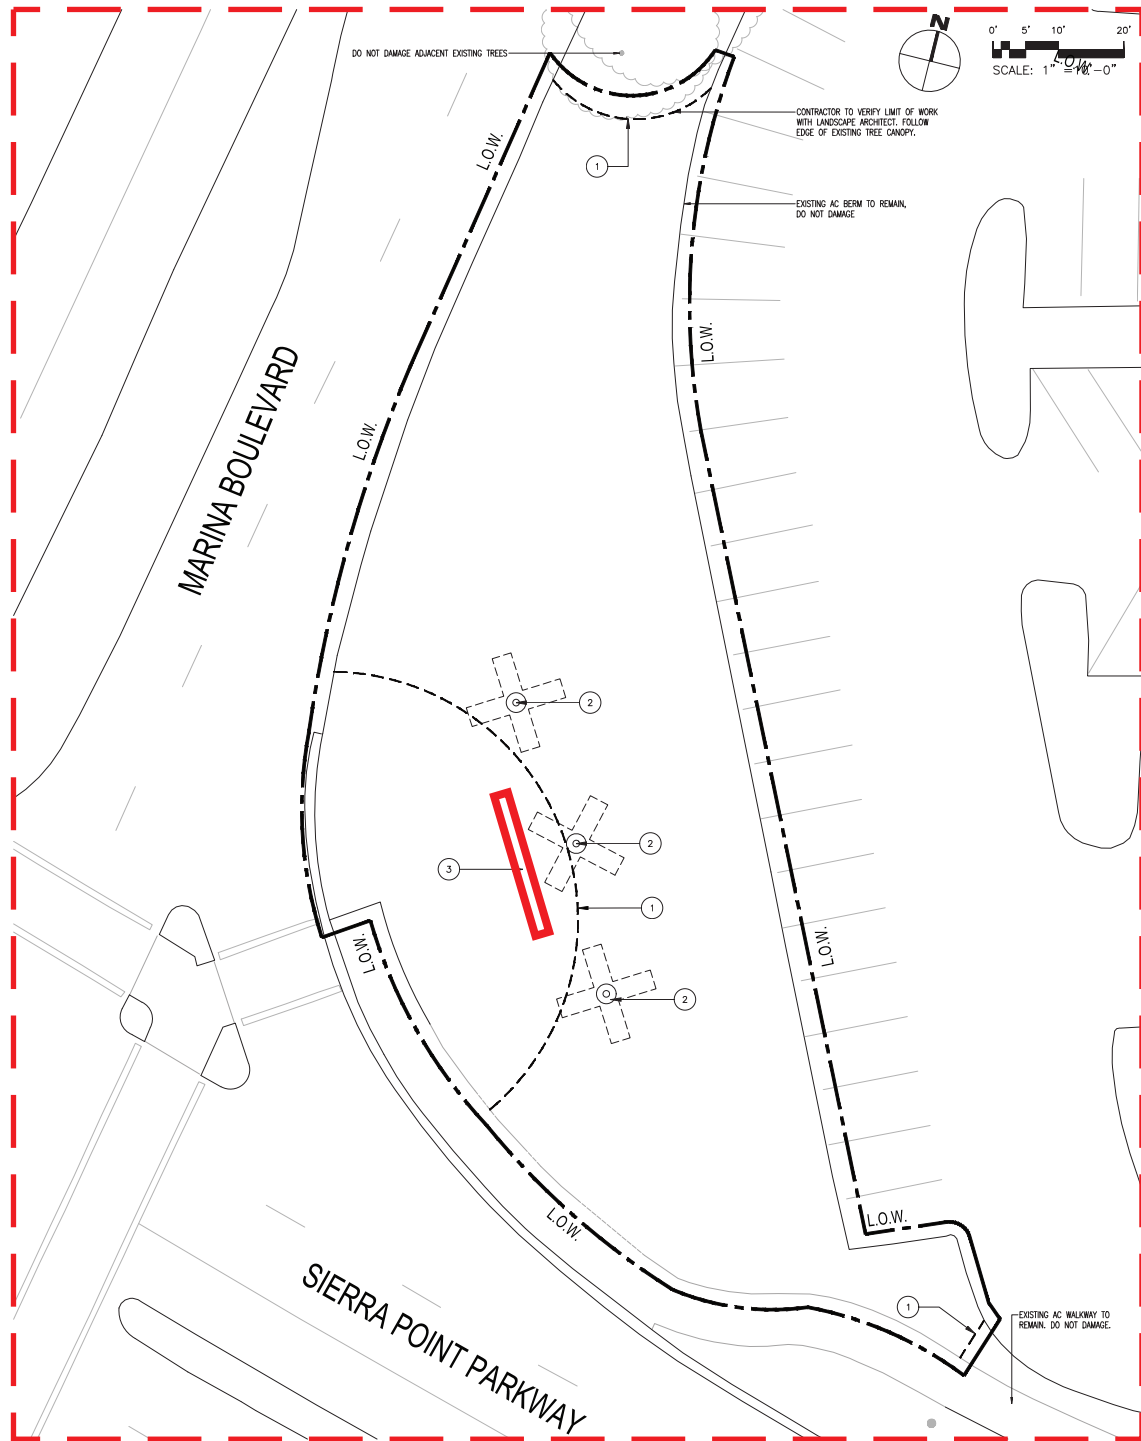 DO NOT DAMAGE ADJACENT EXISTING TREES
N
0' 5' 10' 20'
SCALE: 1" = 10'-0"
L.O.W.
CONTRACTOR TO VERIFY LIMIT OF WORK
WITH LANDSCAPE ARCHITECT. FOLLOW
EDGE OF EXISTING TREE CANOPY.
L.O.W.
1
EXISTING AC BERM TO REMAIN,
DO NOT DAMAGE
L.O.W.
L.O.W.
MARINA BOULEVARD
2
2
3
1
L.O.W.
L.O.W.
2
L.O.W.
L.O.W.
SIERRA POINT PARKWAY
1
EXISTING AC WALKWAY TO
REMAIN. DO NOT DAMAGE.